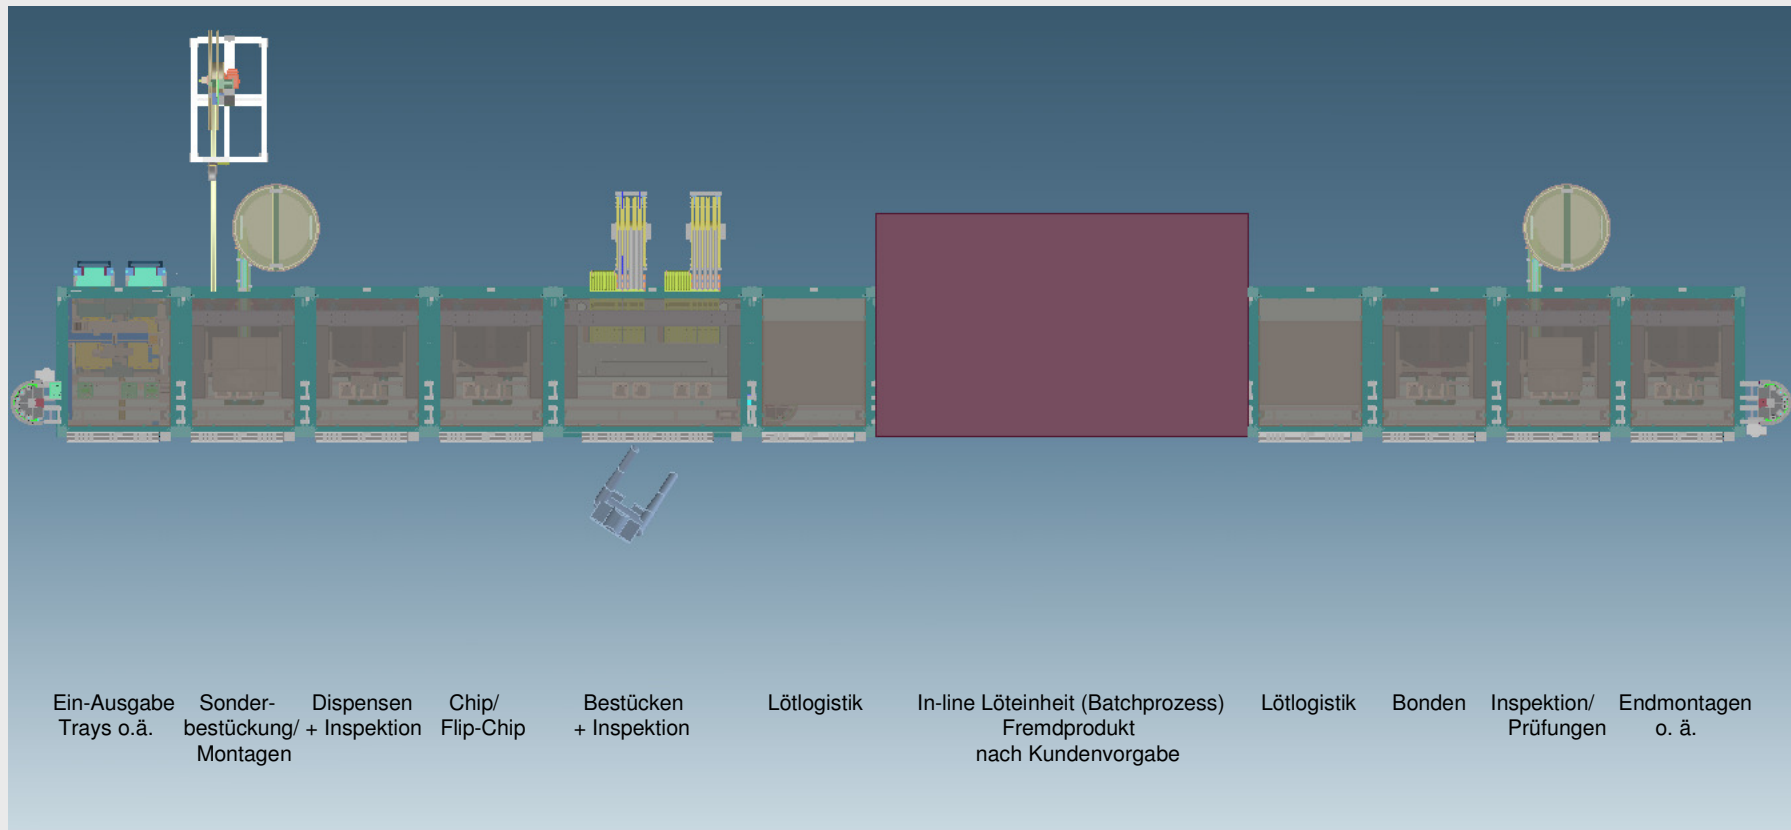 Ein-Ausgabe
Trays o.ä.
Sonder-
bestückung/
Montagen
Dispensen
+ Inspektion
Chip/
Flip-Chip
Bestücken
+ Inspektion
Lötlogistik
In-line Löteinheit (Batchprozess)
Fremdprodukt
nach Kundenvorgabe
Lötlogistik
Bonden
Inspektion/
Prüfungen
Endmontagen
o. ä.